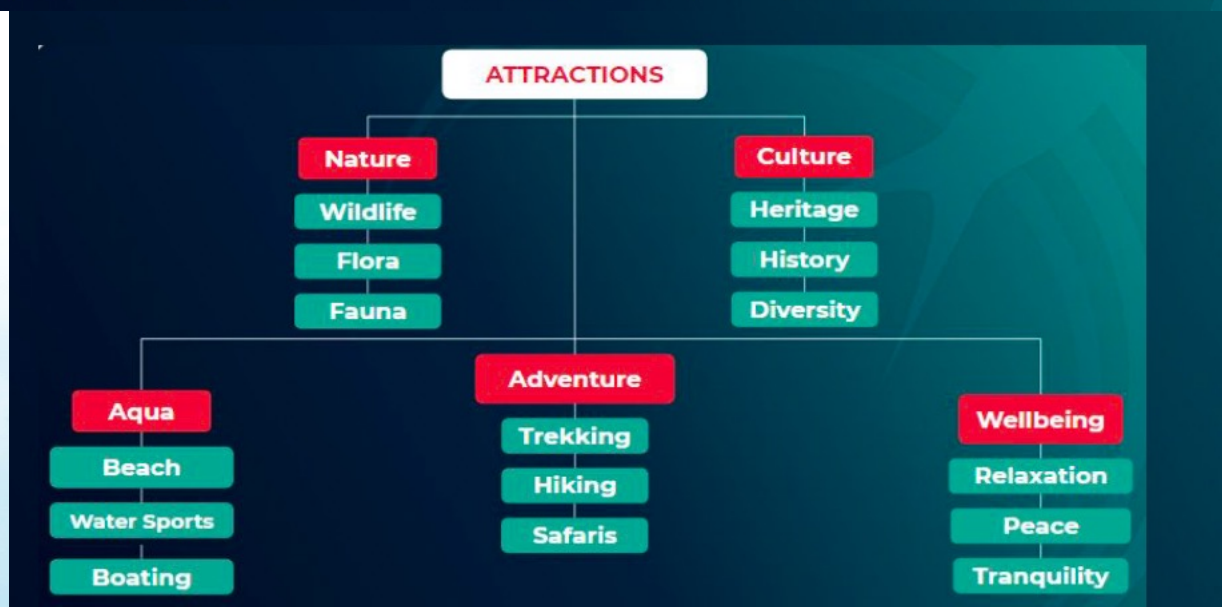 ATTRACTIONS
Nature
Wildlife
Flora
Fauna
Culture
Heritage
History
Diversity
Aqua
Beach
Water Sports
Boating
Adventure
Trekking
Hiking
Safaris
Wellbeing
Relaxation
Peace
Tranquility